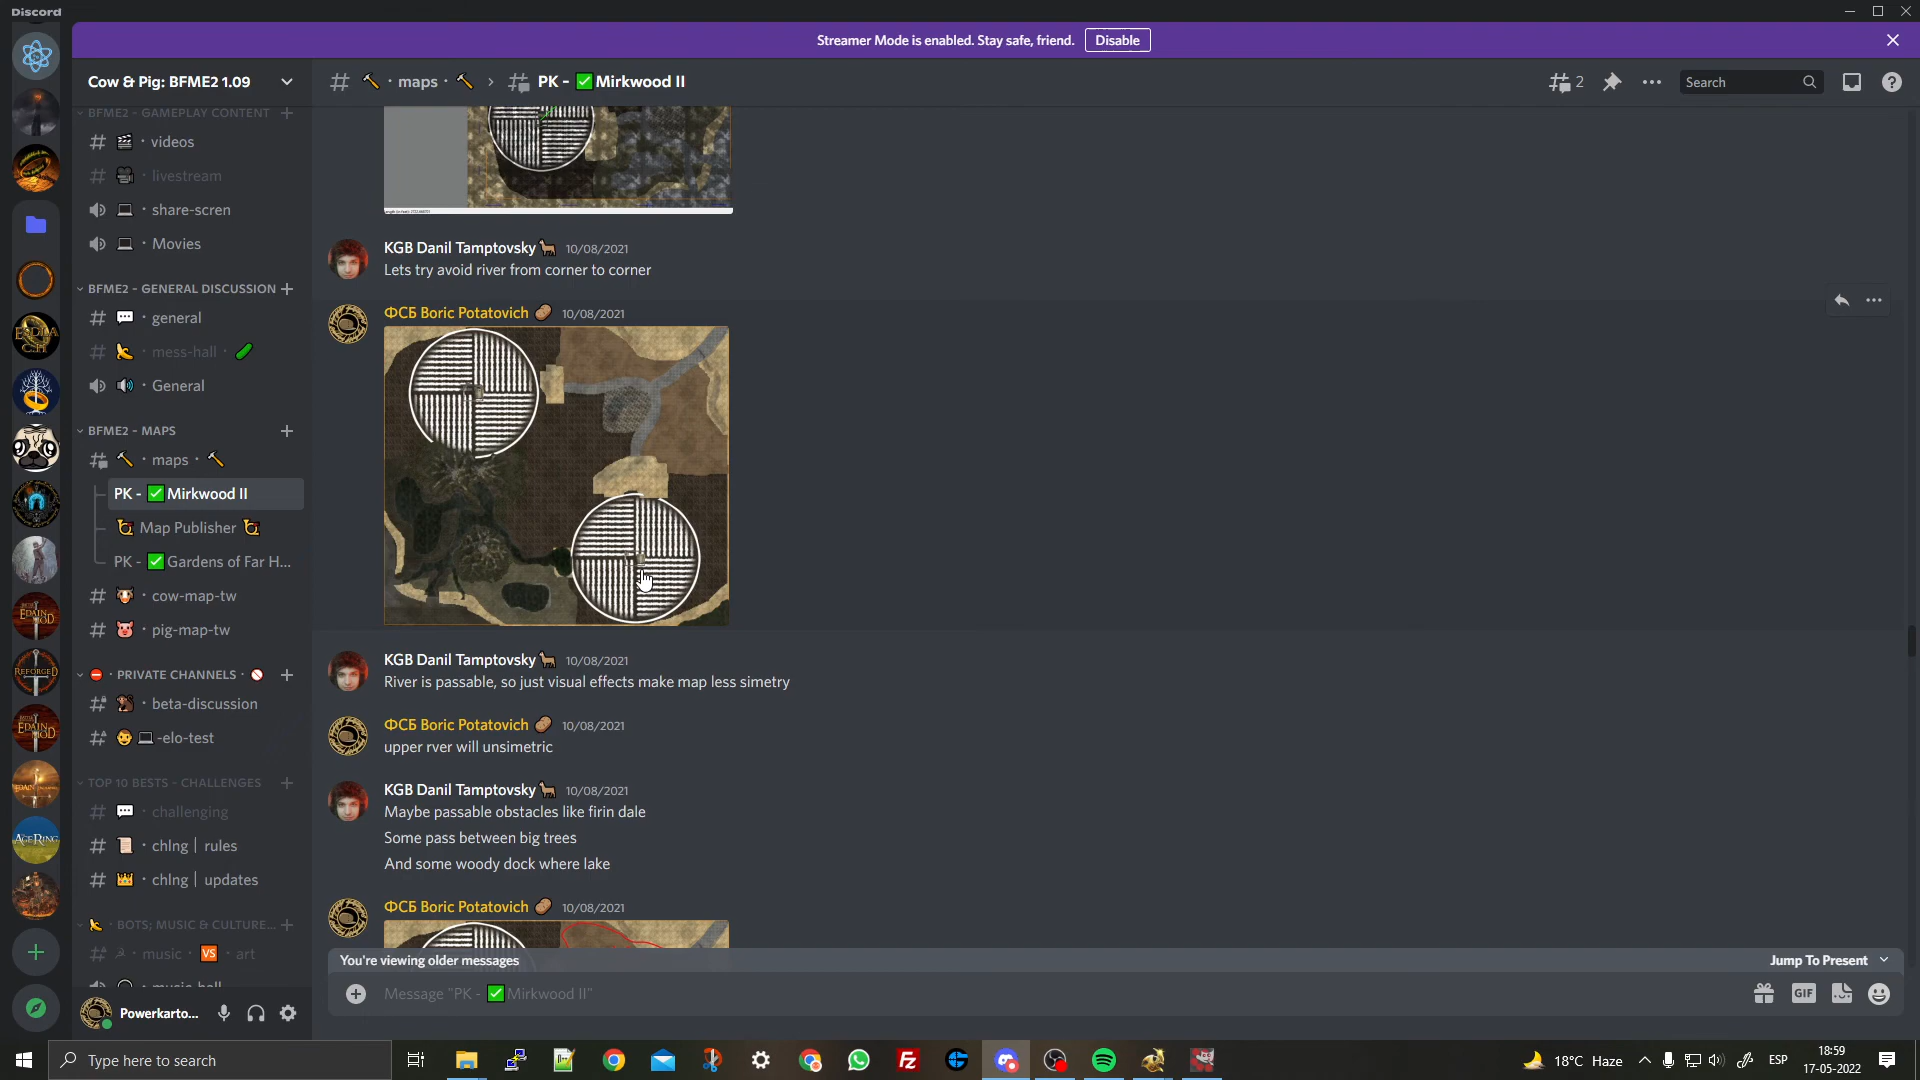 Discord
Streamer Mode is enabled. Stay safe, friend.
Disable
Cow & Pig: BFME2 1.09
maps
PK - ✅Mirkwood II
2
Search
BFME2 - GAMEPLAY CONTENT
videos
livestream
share-scren
Movies
BFME2 - GENERAL DISCUSSION
general
mess-hall
General
BFME2 - MAPS
maps
PK - ✅Mirkwood II
Map Publisher
PK - ✅Gardens of Far H...
cow-map-tw
pig-map-tw
PRIVATE CHANNELS
beta-discussion
-elo-test
TOP 10 BESTS - CHALLENGES
challenging
chlng | rules
chlng | updates
BOTS; MUSIC & CULTURE...
music · VS · art
Powerkarto...
KGB Danil Tamptovsky 10/08/2021
Lets try avoid river from corner to corner
ФСБ Boric Potatovich 10/08/2021
KGB Danil Tamptovsky 10/08/2021
River is passable, so just visual effects make map less simetry
ФСБ Boric Potatovich 10/08/2021
upper rver will unsimetric
KGB Danil Tamptovsky 10/08/2021
Maybe passable obstacles like firin dale
Some pass between big trees
And some woody dock where lake
ФСБ Boric Potatovich 10/08/2021
You're viewing older messages
Jump To Present
Message "PK - ✅Mirkwood II"
GIF
Type here to search
18°C Haze
ESP
18:59
17-05-2022